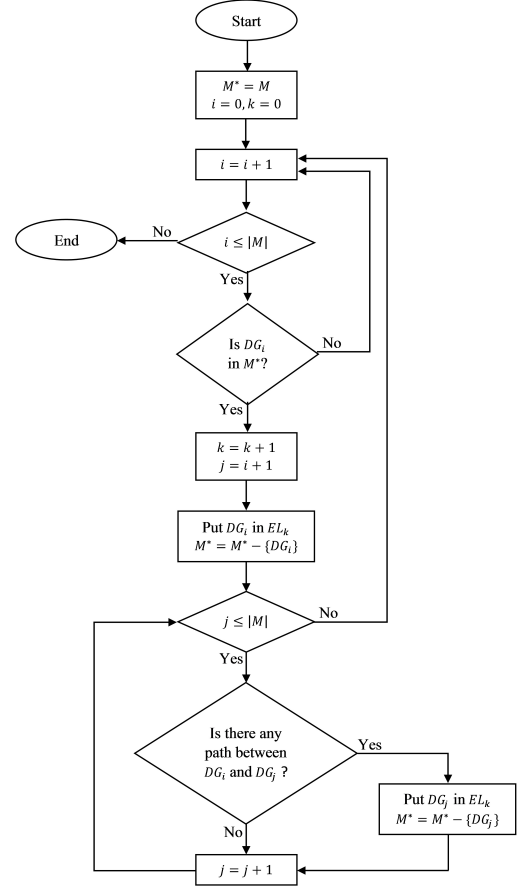 Start
M* = M
i = 0, k = 0
i = i + 1
No
End
i ≤ |M|
Yes
Is DG_i
in M*?
No
Yes
k = k + 1
j = i + 1
Put DG_i in EL_k
M* = M* − {DG_i}
j ≤ |M|
No
Yes
Is there any
path between
DG_i and DG_j ?
Yes
Put DG_j in EL_k
M* = M* − {DG_j}
No
j = j + 1